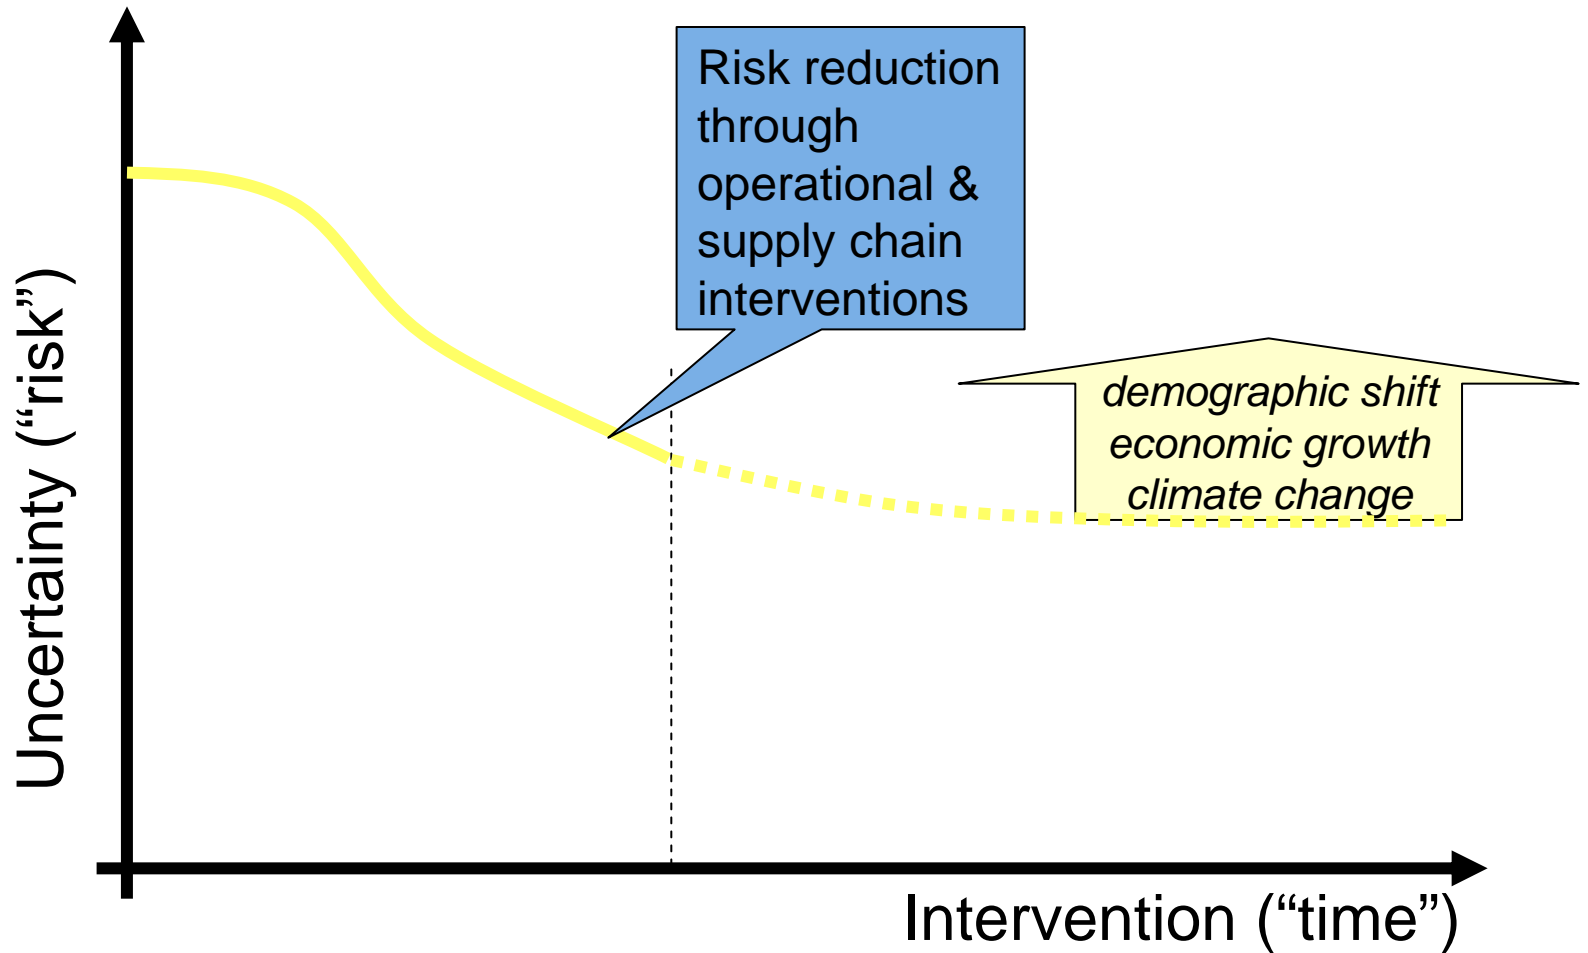 Risk reduction
through
operational &
supply chain
interventions
demographic shift
economic growth
climate change
Uncertainty (“risk”)
Intervention (“time”)